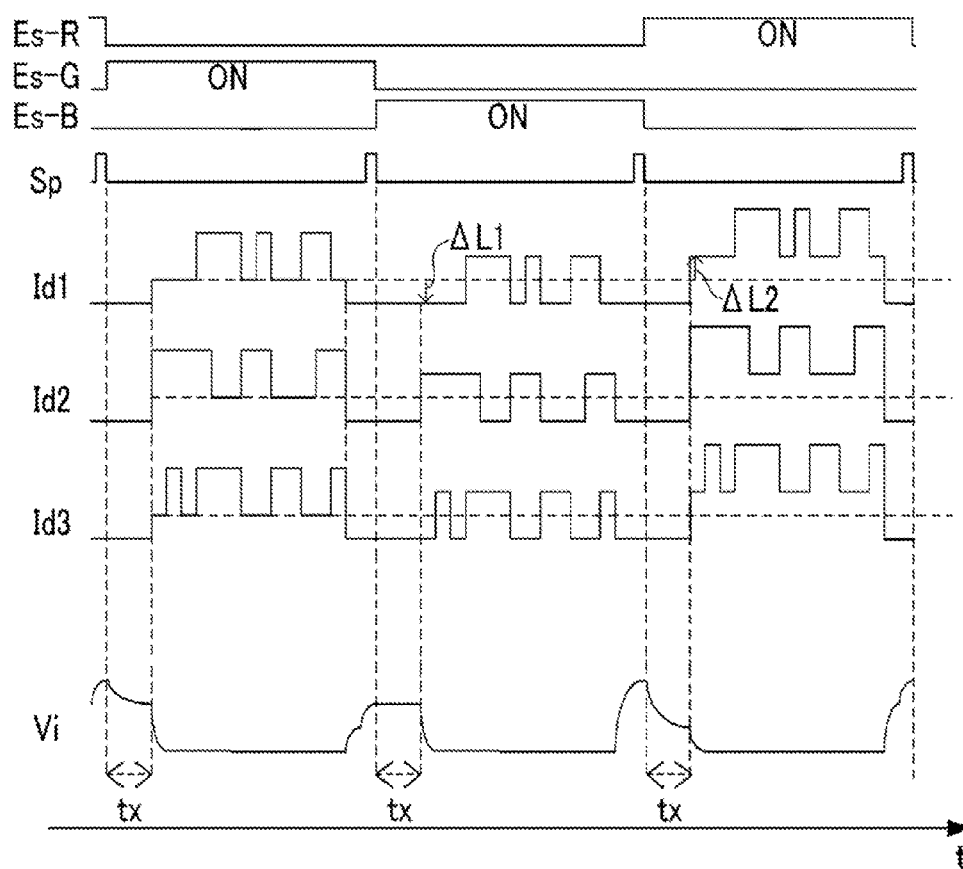 Es-R
ON
Es-G
ON
Es-B
ON
Sp
ΔL1
Id1
ΔL2
Id2
Id3
Vi
tx
tx
tx
t